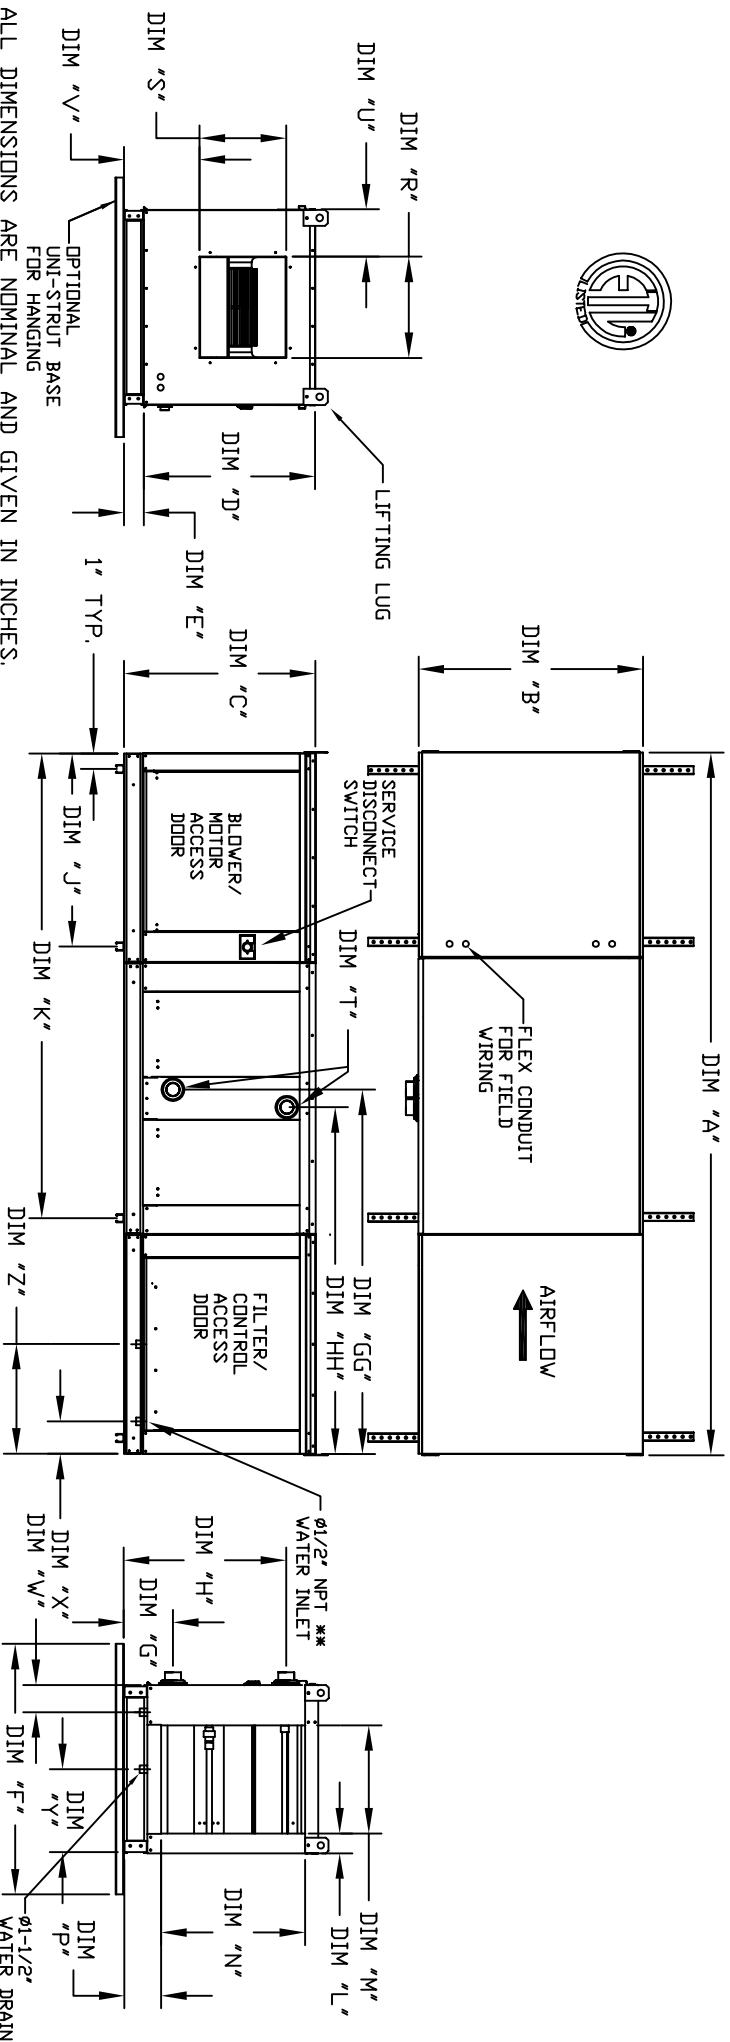 LISTED
DIM "A"
DIM "B"
AIRFLOW
FLEX CONDUIT
FOR FIELD
WIRING
DIM "R"
DIM "U"
DIM "S"
DIM "V"
LIFTING LUG
DIM "D"
DIM "E"
OPTIONAL
UNI-STRUT BASE
FOR HANGING
1" TYP.
DIM "C"
SERVICE
DISCONNECT
SWITCH
BLOWER/
MOTOR
ACCESS
DOOR
DIM "T"
DIM "J"
DIM "K"
DIM "GG"
DIM "HH"
FILTER/
CONTROL
ACCESS
DOOR
DIM "Z"
DIM "X"
DIM "W"
ø1/2" NPT **
WATER INLET
DIM "H"
DIM "G"
DIM "M"
DIM "L"
DIM "N"
DIM
"P"
DIM
"Y"
DIM "F"
ø1-1/2"
WATER DRAIN
ALL DIMENSIONS ARE NOMINAL AND GIVEN IN INCHES.